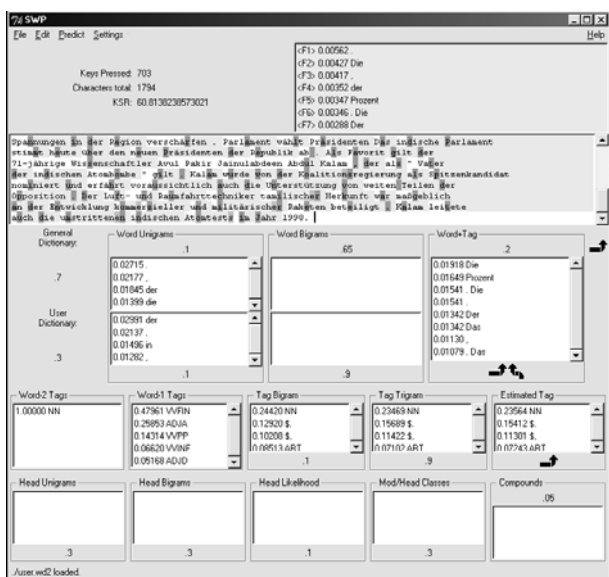 SWP
File Edit Predict Settings Help
Keys Pressed: 703
Characters total: 1794
KSR: 60.8138238573021
<F1> 0.00562 .
<F2> 0.00427 Die
<F3> 0.00417 ,
<F4> 0.00352 der
<F5> 0.00347 Prozent
<F6> 0.00346 . Die
<F7> 0.00288 Der
Spannungen in der Region verschärfen . Parlament wählt Präsidenten Das indische Parlament
stimmt heute über den neuen Präsidenten der Republik ab . Als Favorit gilt der
71-jährige Wissenschaftler Avul Pakir Jainulabdeen Abdul Kalam , der als " Vater
der indischen Atombombe " gilt . Kalam wurde von der Koalitionsregierung als Spitzenkandidat
nominiert und erfährt voraussichtlich auch die Unterstützung von weiten Teilen der
Opposition . Der Luft- und Raumfahrttechniker tamilischer Herkunft war maßgeblich
an der Entwicklung kommerzieller und militärischer Raketen beteiligt . Kalam leitete
auch die umstrittenen indischen Atomtests im Jahr 1998.
General Dictionary:
.7
User Dictionary:
.3
Word Unigrams
.1
0.02715 .
0.02177 ,
0.01845 der
0.01399 die
0.02991 der
0.02137 .
0.01496 in
0.01282 ,
.1
Word Bigrams
.65
.9
Word+Tag
.2
0.01918 Die
0.01649 Prozent
0.01541 . Die
0.01541 .
0.01342 Der
0.01342 Das
0.01130 ,
0.01079 . Das
Word-2 Tags
1.00000 NN
Word-1 Tags
0.47961 VVFIN
0.25853 ADJA
0.14314 VVPP
0.06620 VVINF
0.05168 ADJD
Tag Bigram
0.24420 NN
0.12920 $.
0.10208 $,
0.08513 ART
.1
Tag Trigram
0.23469 NN
0.15689 $.
0.11422 $,
0.07102 ART
.9
Estimated Tag
0.23564 NN
0.15412 $.
0.11301 $,
0.07243 ART
Head Unigrams
.3
Head Bigrams
.3
Head Likelihood
.1
Mod/Head Classes
.3
Compounds
.05
./user.wd2 loaded.